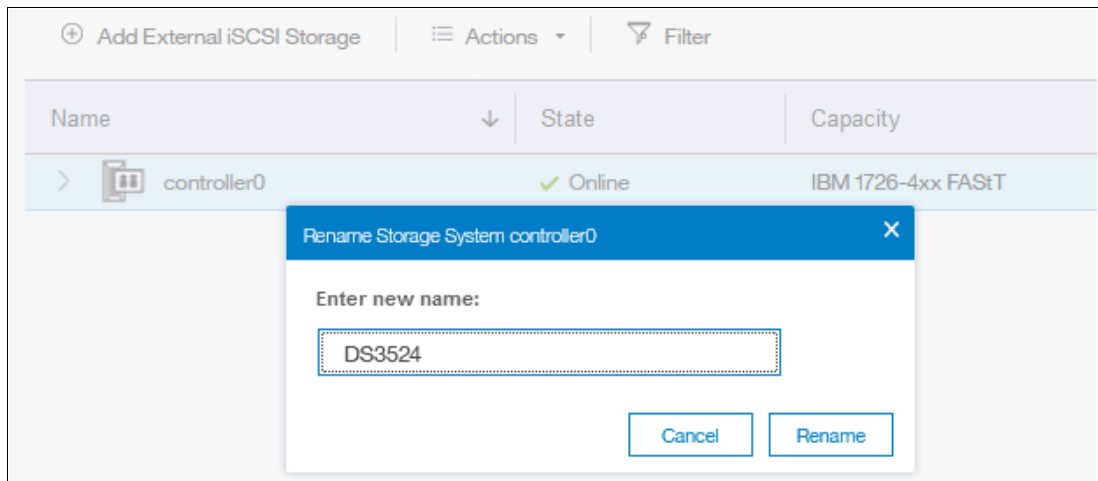 Add External iSCSI Storage Actions Filter
Name State Capacity
controller0 Online IBM 1726-4xx FAStT
Rename Storage System controller0
Enter new name:
DS3524
Cancel Rename